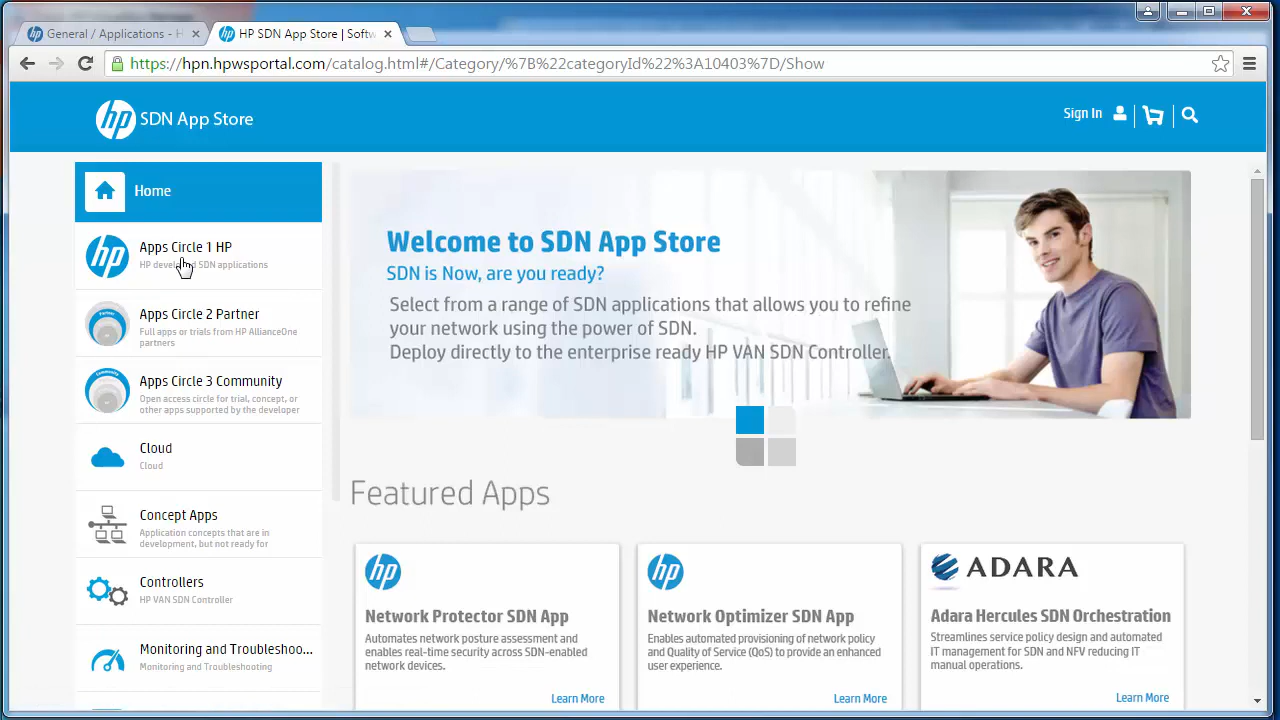 General / Applications - H
HP SDN App Store | Softw
https://hpn.hpwsportal.com/catalog.html#/Category/%7B%22categoryId%22%3A10403%7D/Show
hp SDN App Store
Sign In
Home
hp
Apps Circle 1 HP
HP developed SDN applications
Apps Circle 2 Partner
Full apps or trials from HP AllianceOne
partners
Apps Circle 3 Community
Open access circle for trial, concept, or
other apps supported by the developer
Cloud
Cloud
Concept Apps
Application concepts that are in
development, but not ready for
Controllers
HP VAN SDN Controller
Monitoring and Troubleshoo...
Monitoring and Troubleshooting
Welcome to SDN App Store
SDN is Now, are you ready?
Select from a range of SDN applications that allows you to refine
your network using the power of SDN.
Deploy directly to the enterprise ready HP VAN SDN Controller.
Featured Apps
hp
Network Protector SDN App
Automates network posture assessment and
enables real-time security across SDN-enabled
network devices.
Learn More
hp
Network Optimizer SDN App
Enables automated provisioning of network policy
and Quality of Service (QoS) to provide an enhanced
user experience.
Learn More
ADARA
Adara Hercules SDN Orchestration
Streamlines service policy design and automated
IT management for SDN and NFV reducing IT
manual operations.
Learn More